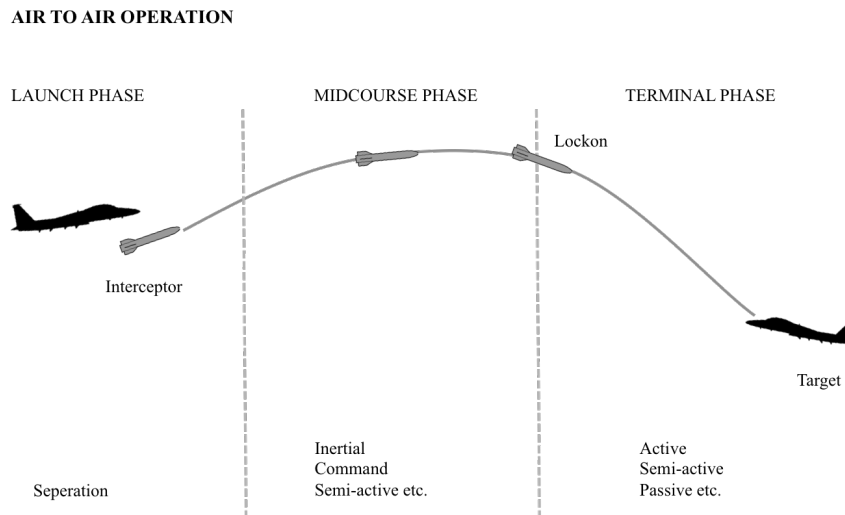 AIR TO AIR OPERATION
LAUNCH PHASE
MIDCOURSE PHASE
TERMINAL PHASE
Lockon
Interceptor
Target
Inertial
Command
Semi-active etc.
Active
Semi-active
Passive etc.
Seperation